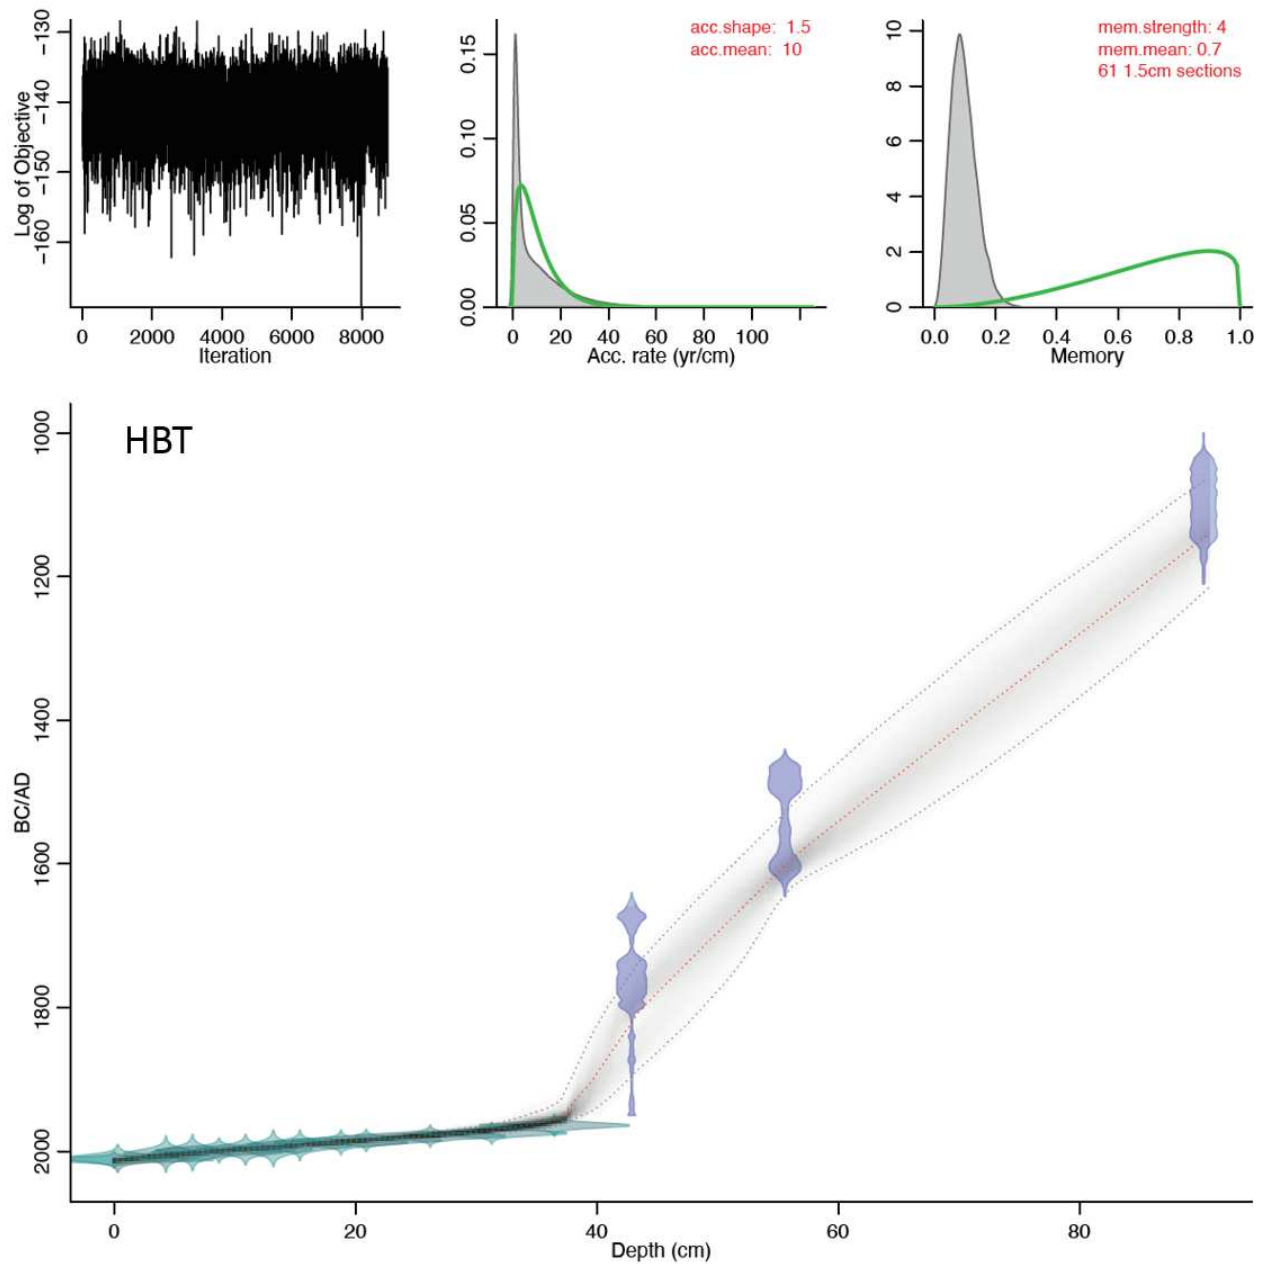 -130
-140
-150
-160
Log of Objective
0 2000 4000 6000 8000
Iteration
acc.shape: 1.5
acc.mean: 10
0.15
0.10
0.05
0.00
0 20 40 60 80 100
Acc. rate (yr/cm)
mem.strength: 4
mem.mean: 0.7
61 1.5cm sections
10
8
6
4
2
0
0.0 0.2 0.4 0.6 0.8 1.0
Memory
HBT
1000
1200
1400
1600
1800
2000
BC/AD
0 20 40 60 80
Depth (cm)